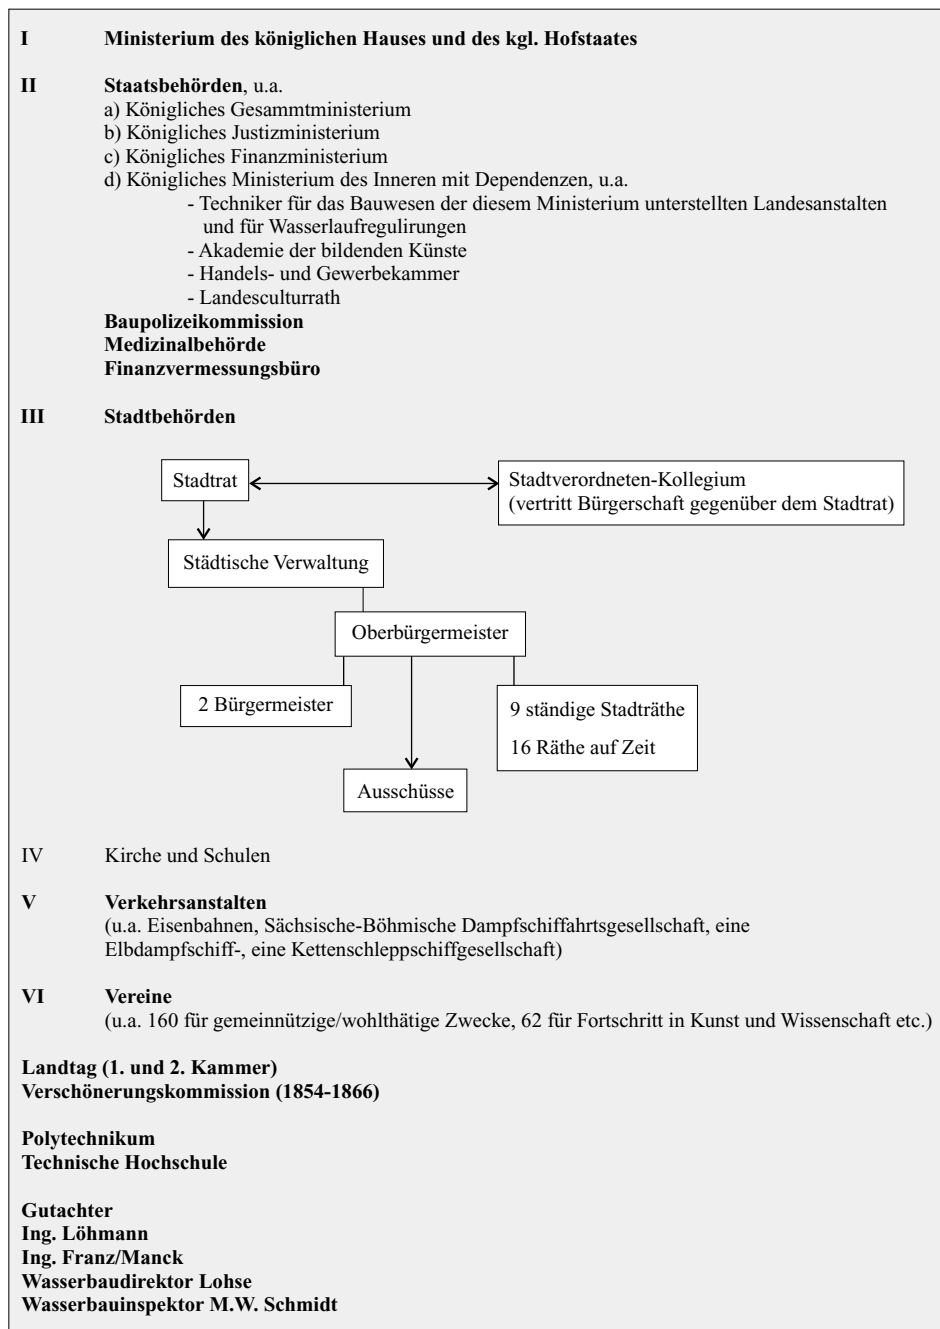 I Ministerium des königlichen Hauses und des kgl. Hofstaates
II Staatsbehörden, u.a.
a) Königliches Gesammtministerium
b) Königliches Justizministerium
c) Königliches Finanzministerium
d) Königliches Ministerium des Inneren mit Dependenzen, u.a.
- Techniker für das Bauwesen der diesem Ministerium unterstellten Landesanstalten
und für Wasserlaufregulirungen
- Akademie der bildenden Künste
- Handels- und Gewerbekammer
- Landesculturrath
Baupolizeikommission
Medizinalbehörde
Finanzvermessungsbüro
III Stadtbehörden
Stadtrat
Stadtverordneten-Kollegium
(vertritt Bürgerschaft gegenüber dem Stadtrat)
Städtische Verwaltung
Oberbürgermeister
2 Bürgermeister
9 ständige Stadträthe
16 Räthe auf Zeit
Ausschüsse
IV Kirche und Schulen
V Verkehrsanstalten
(u.a. Eisenbahnen, Sächsische-Böhmische Dampfschiffahrtsgesellschaft, eine
Elbdampfschiff-, eine Kettenschleppschiffgesellschaft)
VI Vereine
(u.a. 160 für gemeinnützige/wohlthätige Zwecke, 62 für Fortschritt in Kunst und Wissenschaft etc.)
Landtag (1. und 2. Kammer)
Verschönerungskommission (1854-1866)
Polytechnikum
Technische Hochschule
Gutachter
Ing. Löhmann
Ing. Franz/Manck
Wasserbaudirektor Lohse
Wasserbauinspektor M.W. Schmidt